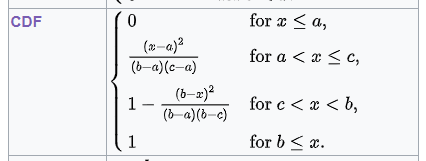 CDF
0 for x ≤ a,
(x−a)²/((b−a)(c−a)) for a < x ≤ c,
1 − (b−x)²/((b−a)(b−c)) for c < x < b,
1 for b ≤ x.